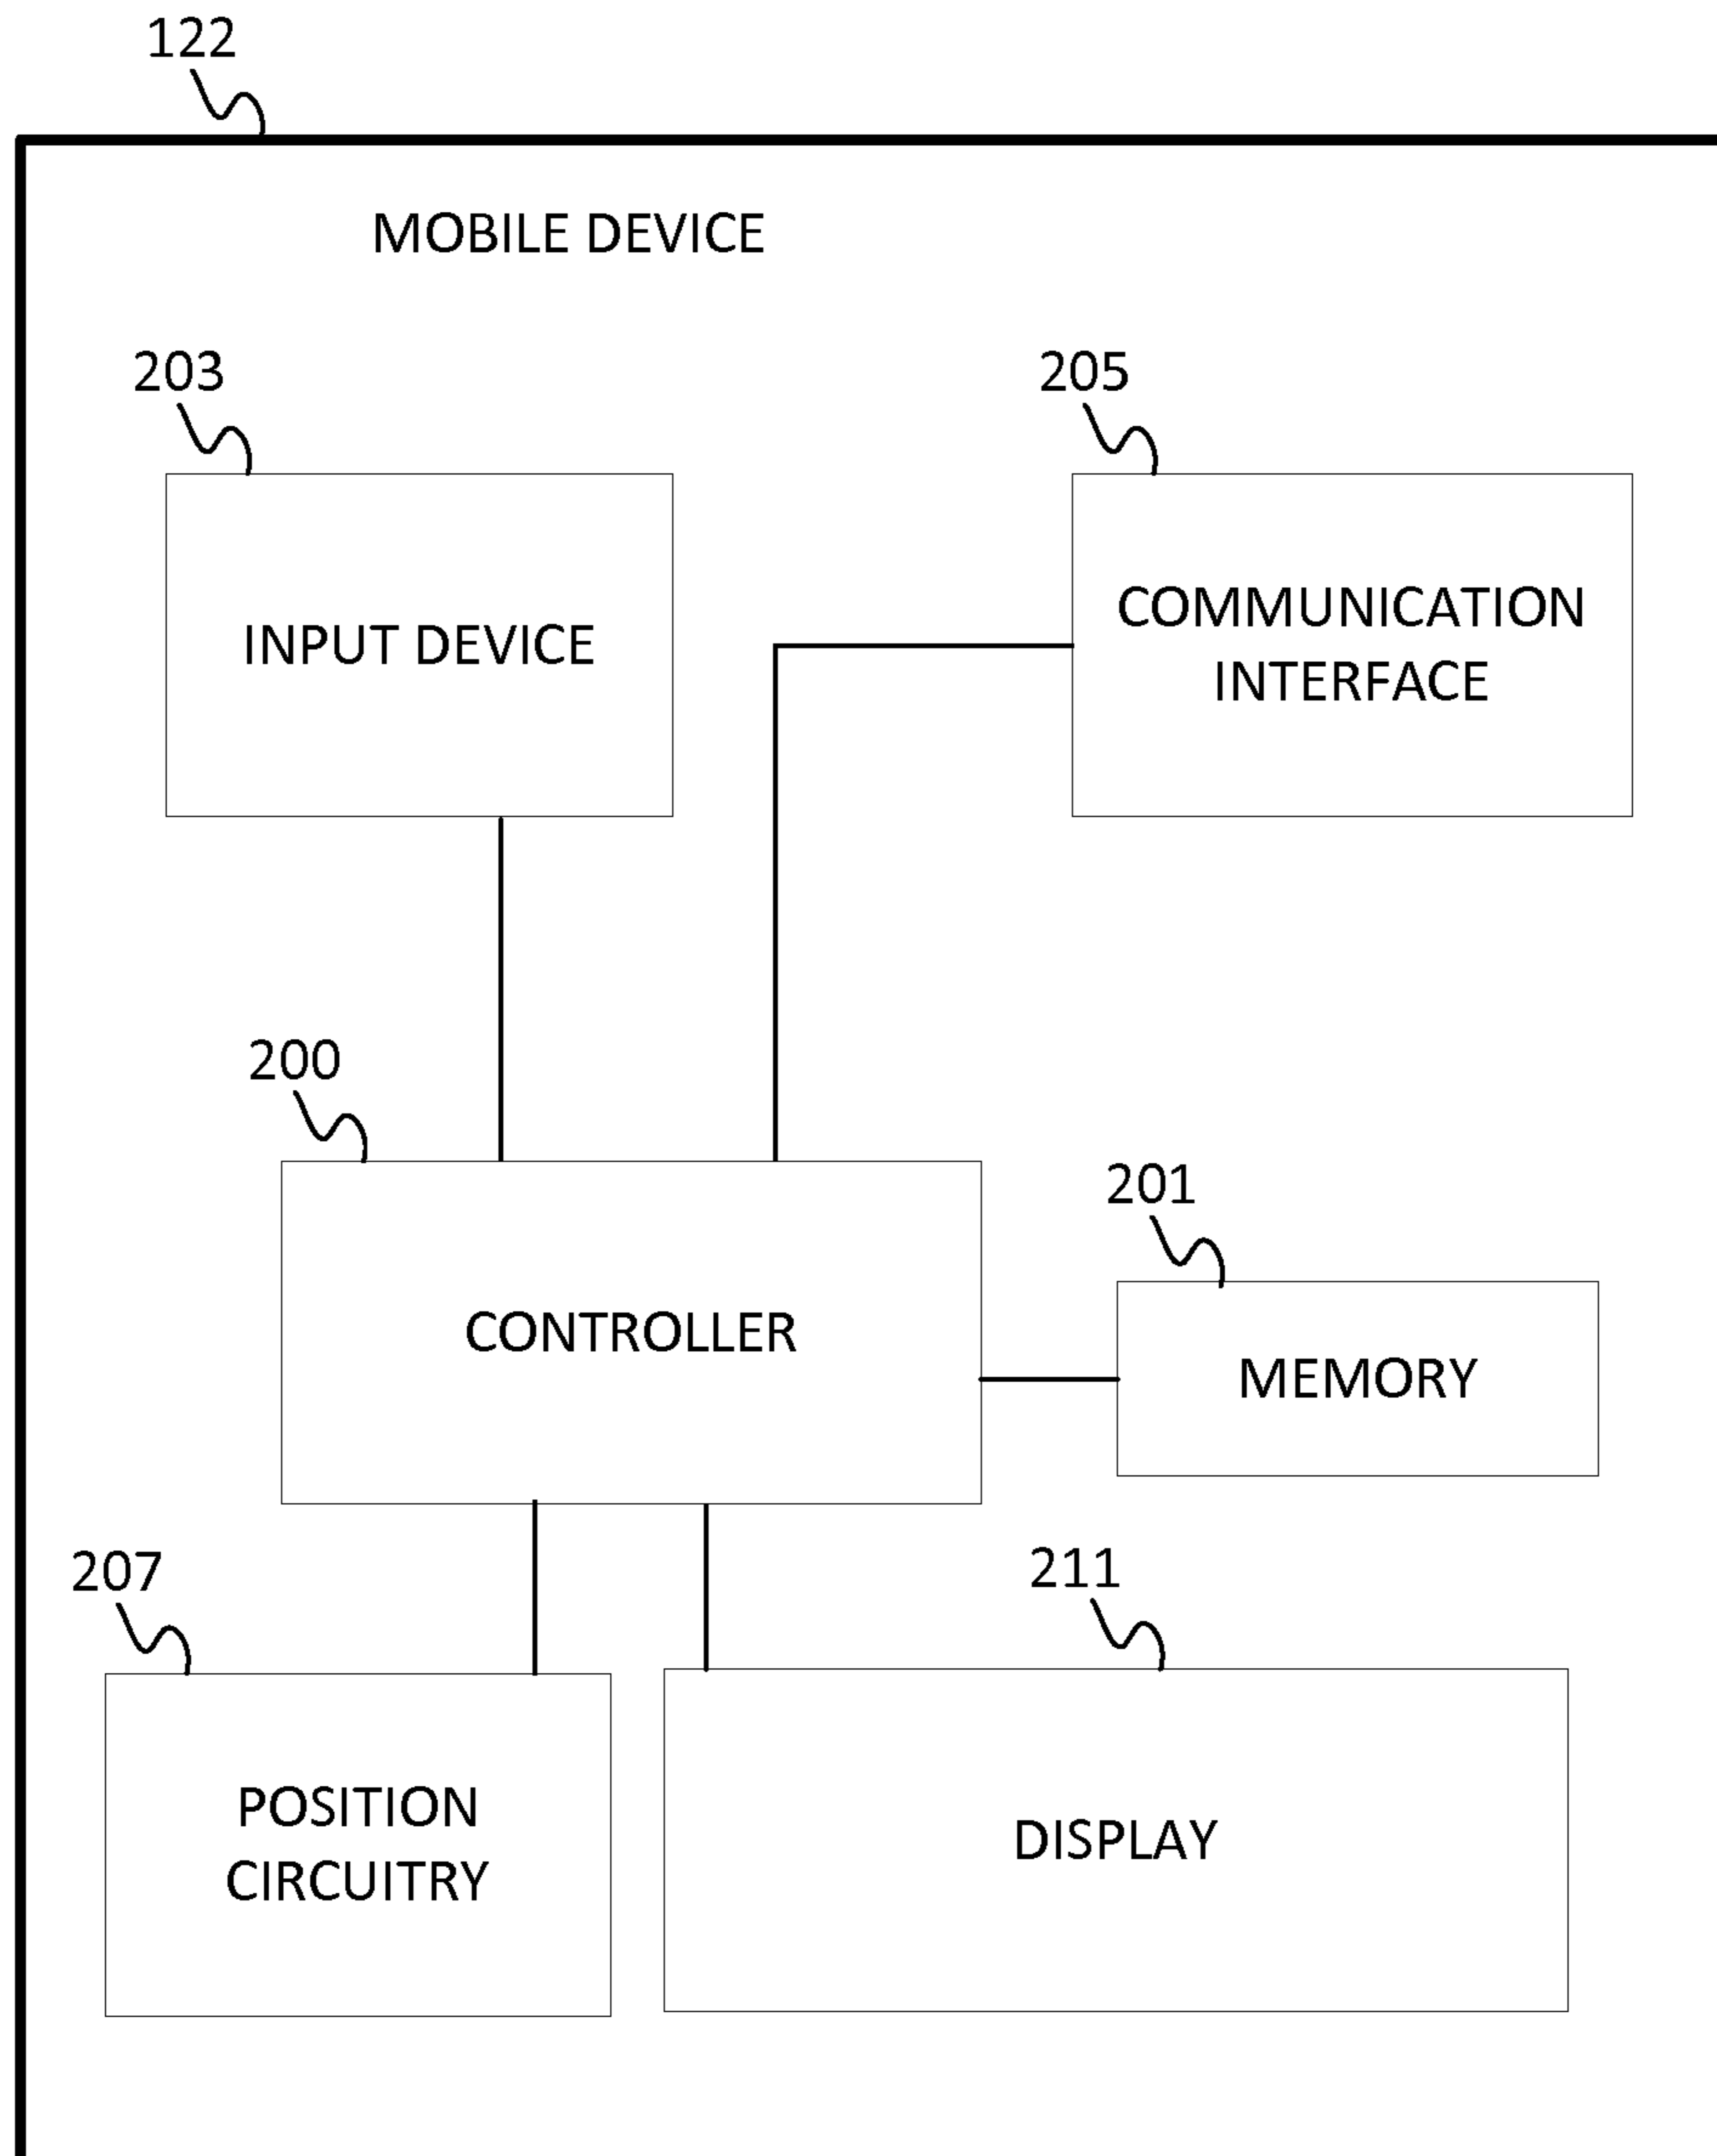 122
MOBILE DEVICE
203
205
INPUT DEVICE
COMMUNICATION
INTERFACE
200
201
CONTROLLER
MEMORY
207
211
POSITION
CIRCUITRY
DISPLAY